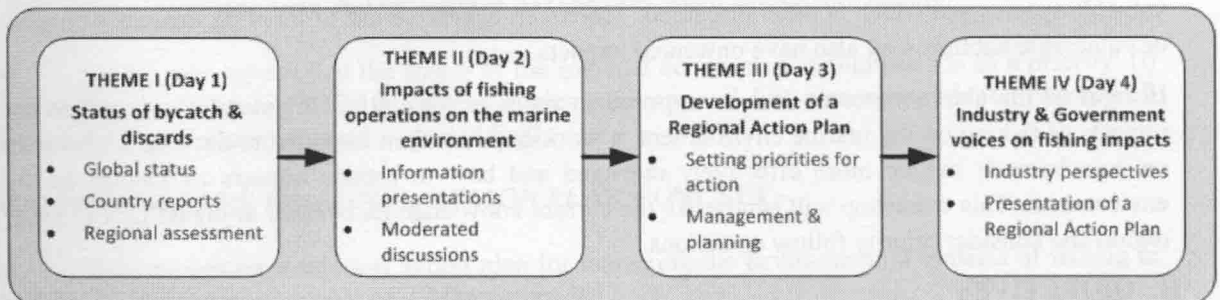 THEME I (Day 1)
Status of bycatch &
discards
• Global status
• Country reports
• Regional assessment
THEME II (Day 2)
Impacts of fishing
operations on the marine
environment
• Information
presentations
• Moderated
discussions
THEME III (Day 3)
Development of a
Regional Action Plan
• Setting priorities for
action
• Management &
planning
THEME IV (Day 4)
Industry & Government
voices on fishing impacts
• Industry perspectives
• Presentation of a
Regional Action Plan